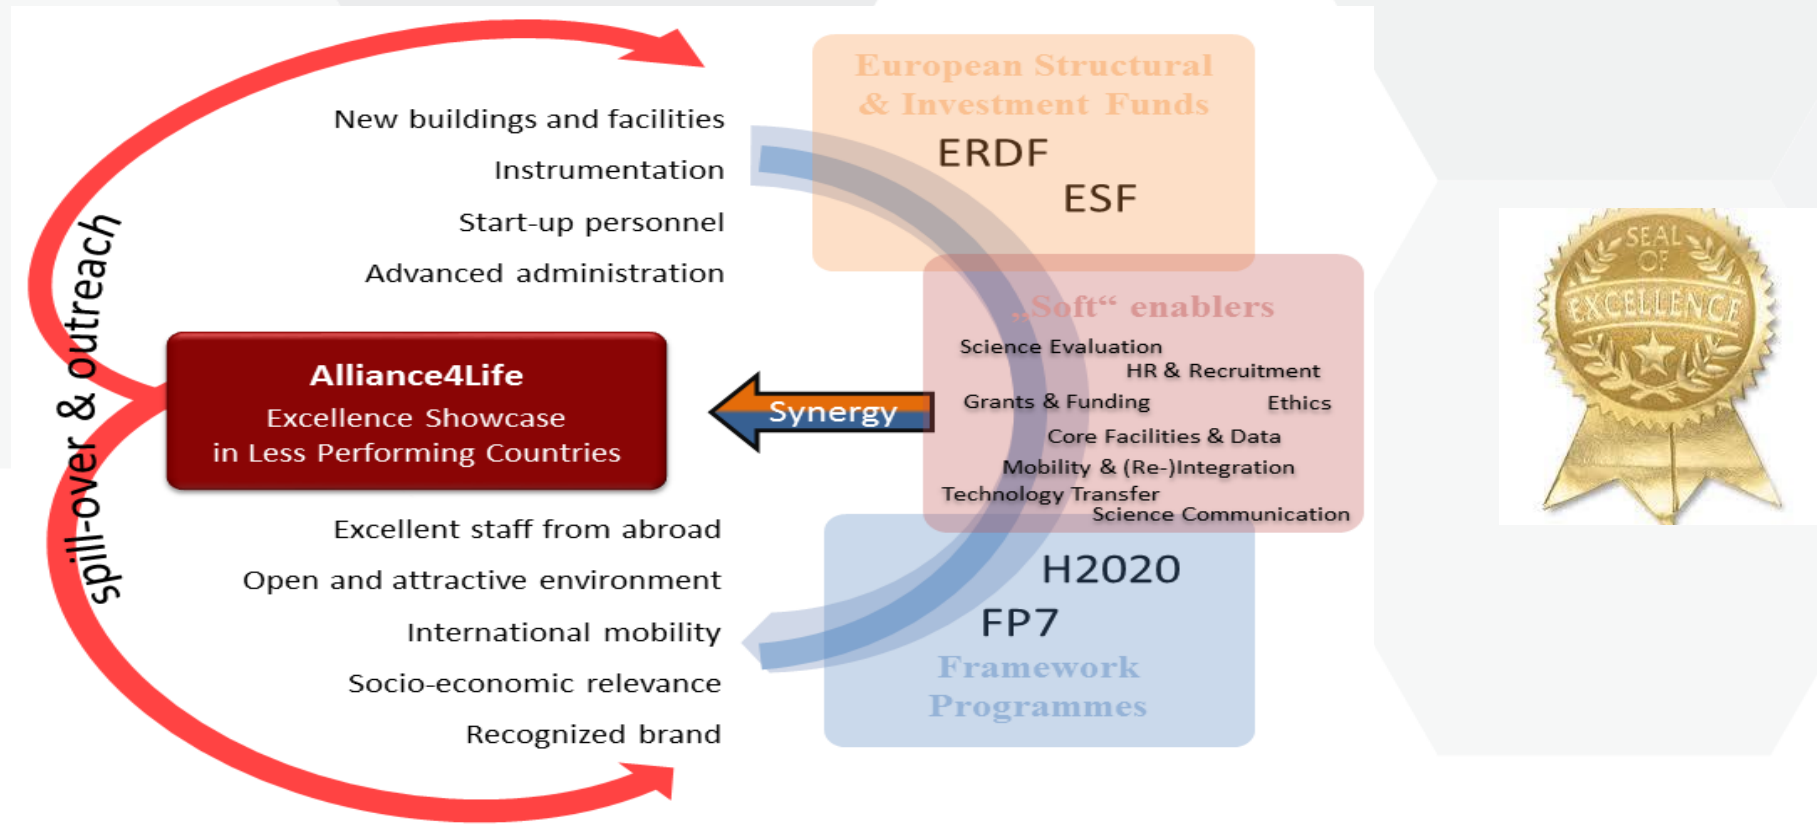 New buildings and facilities
Instrumentation
Start-up personnel
Advanced administration
spill-over & outreach
Alliance4Life
Excellence Showcase
in Less Performing Countries
Excellent staff from abroad
Open and attractive environment
International mobility
Socio-economic relevance
Recognized brand
Synergy
European Structural
& Investment Funds
ERDF
ESF
„Soft“ enablers
Science Evaluation
HR & Recruitment
Grants & Funding
Ethics
Core Facilities & Data
Mobility & (Re-)Integration
Technology Transfer
Science Communication
H2020
FP7
Framework
Programmes
SEAL
OF
EXCELLENCE